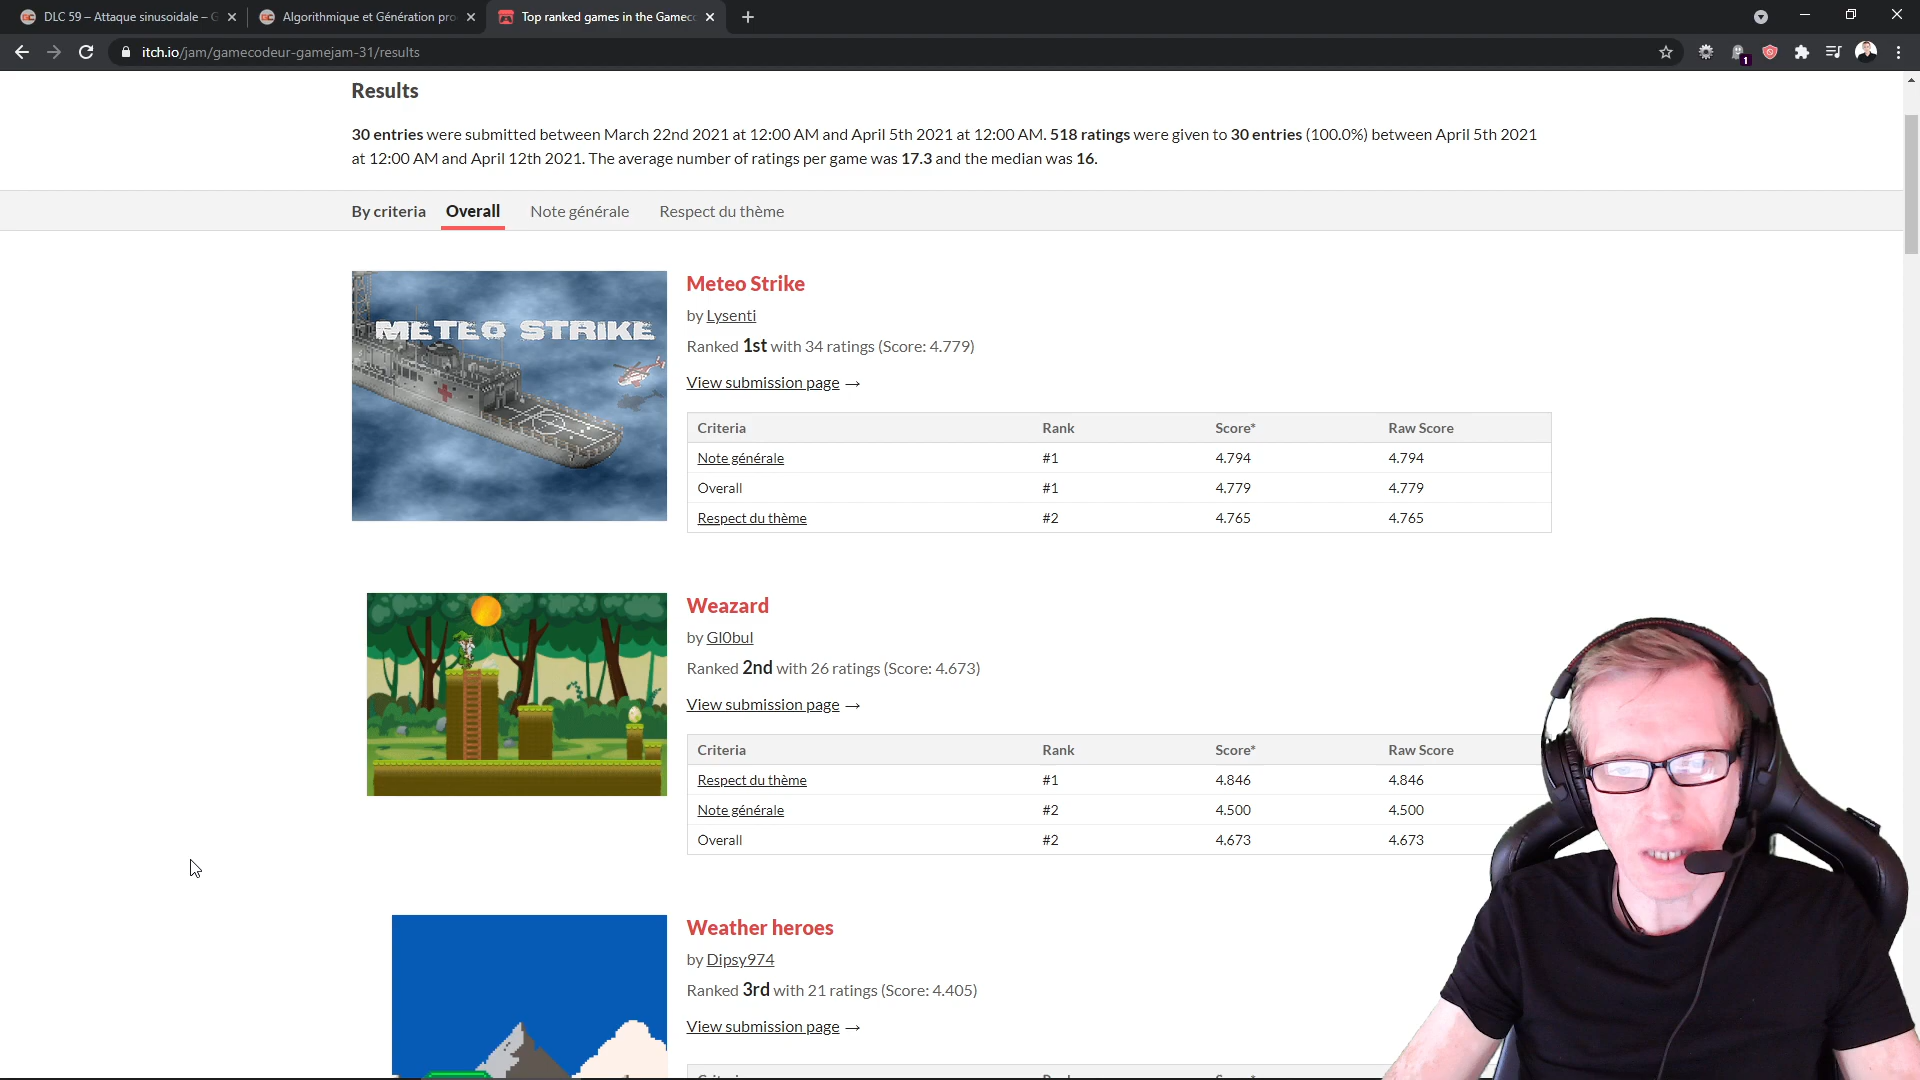 DLC 59 – Attaque sinusoidale – G
Algorithmique et Génération pro
Top ranked games in the Gamec
itch.io/jam/gamecodeur-gamejam-31/results
1
Results
30 entries were submitted between March 22nd 2021 at 12:00 AM and April 5th 2021 at 12:00 AM. 518 ratings were given to 30 entries (100.0%) between April 5th 2021
at 12:00 AM and April 12th 2021. The average number of ratings per game was 17.3 and the median was 16.
By criteria Overall Note générale Respect du thème
METEO STRIKE
Meteo Strike
by Lysenti
Ranked 1st with 34 ratings (Score: 4.779)
View submission page →
Criteria Rank Score* Raw Score
Note générale #1 4.794 4.794
Overall #1 4.779 4.779
Respect du thème #2 4.765 4.765
Weazard
by Gl0bul
Ranked 2nd with 26 ratings (Score: 4.673)
View submission page →
Criteria Rank Score* Raw Score
Respect du thème #1 4.846 4.846
Note générale #2 4.500 4.500
Overall #2 4.673 4.673
Weather heroes
by Dipsy974
Ranked 3rd with 21 ratings (Score: 4.405)
View submission page →